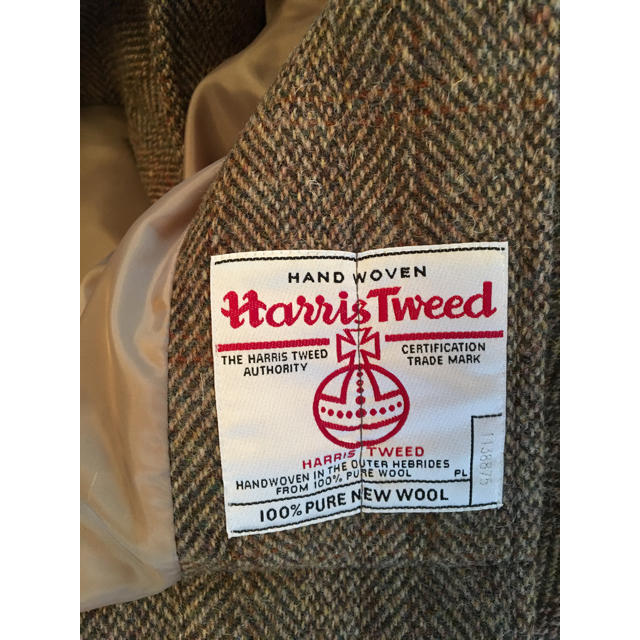 HAND WOVEN
Harris Tweed
THE HARRIS TWEED
AUTHORITY
CERTIFICATION
TRADE MARK
HARRIS TWEED
HANDWOVEN IN THE OUTER HEBRIDES
FROM 100% PURE WOOL
PL
1138875
100% PURE NEW WOOL